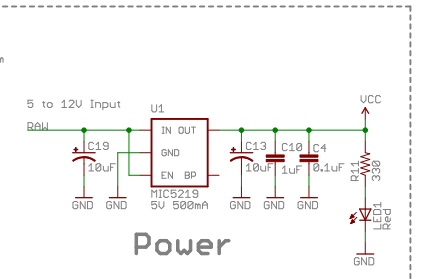 m
5 to 12V Input
RAW
U1
VCC
IN OUT
GND
EN BP
C19
10uF
C13
10uF
C10
1uF
C4
0.1uF
R11
330
MIC5219
5V 500mA
LED1
Red
GND
GND
GND
GND
GND
GND
Power